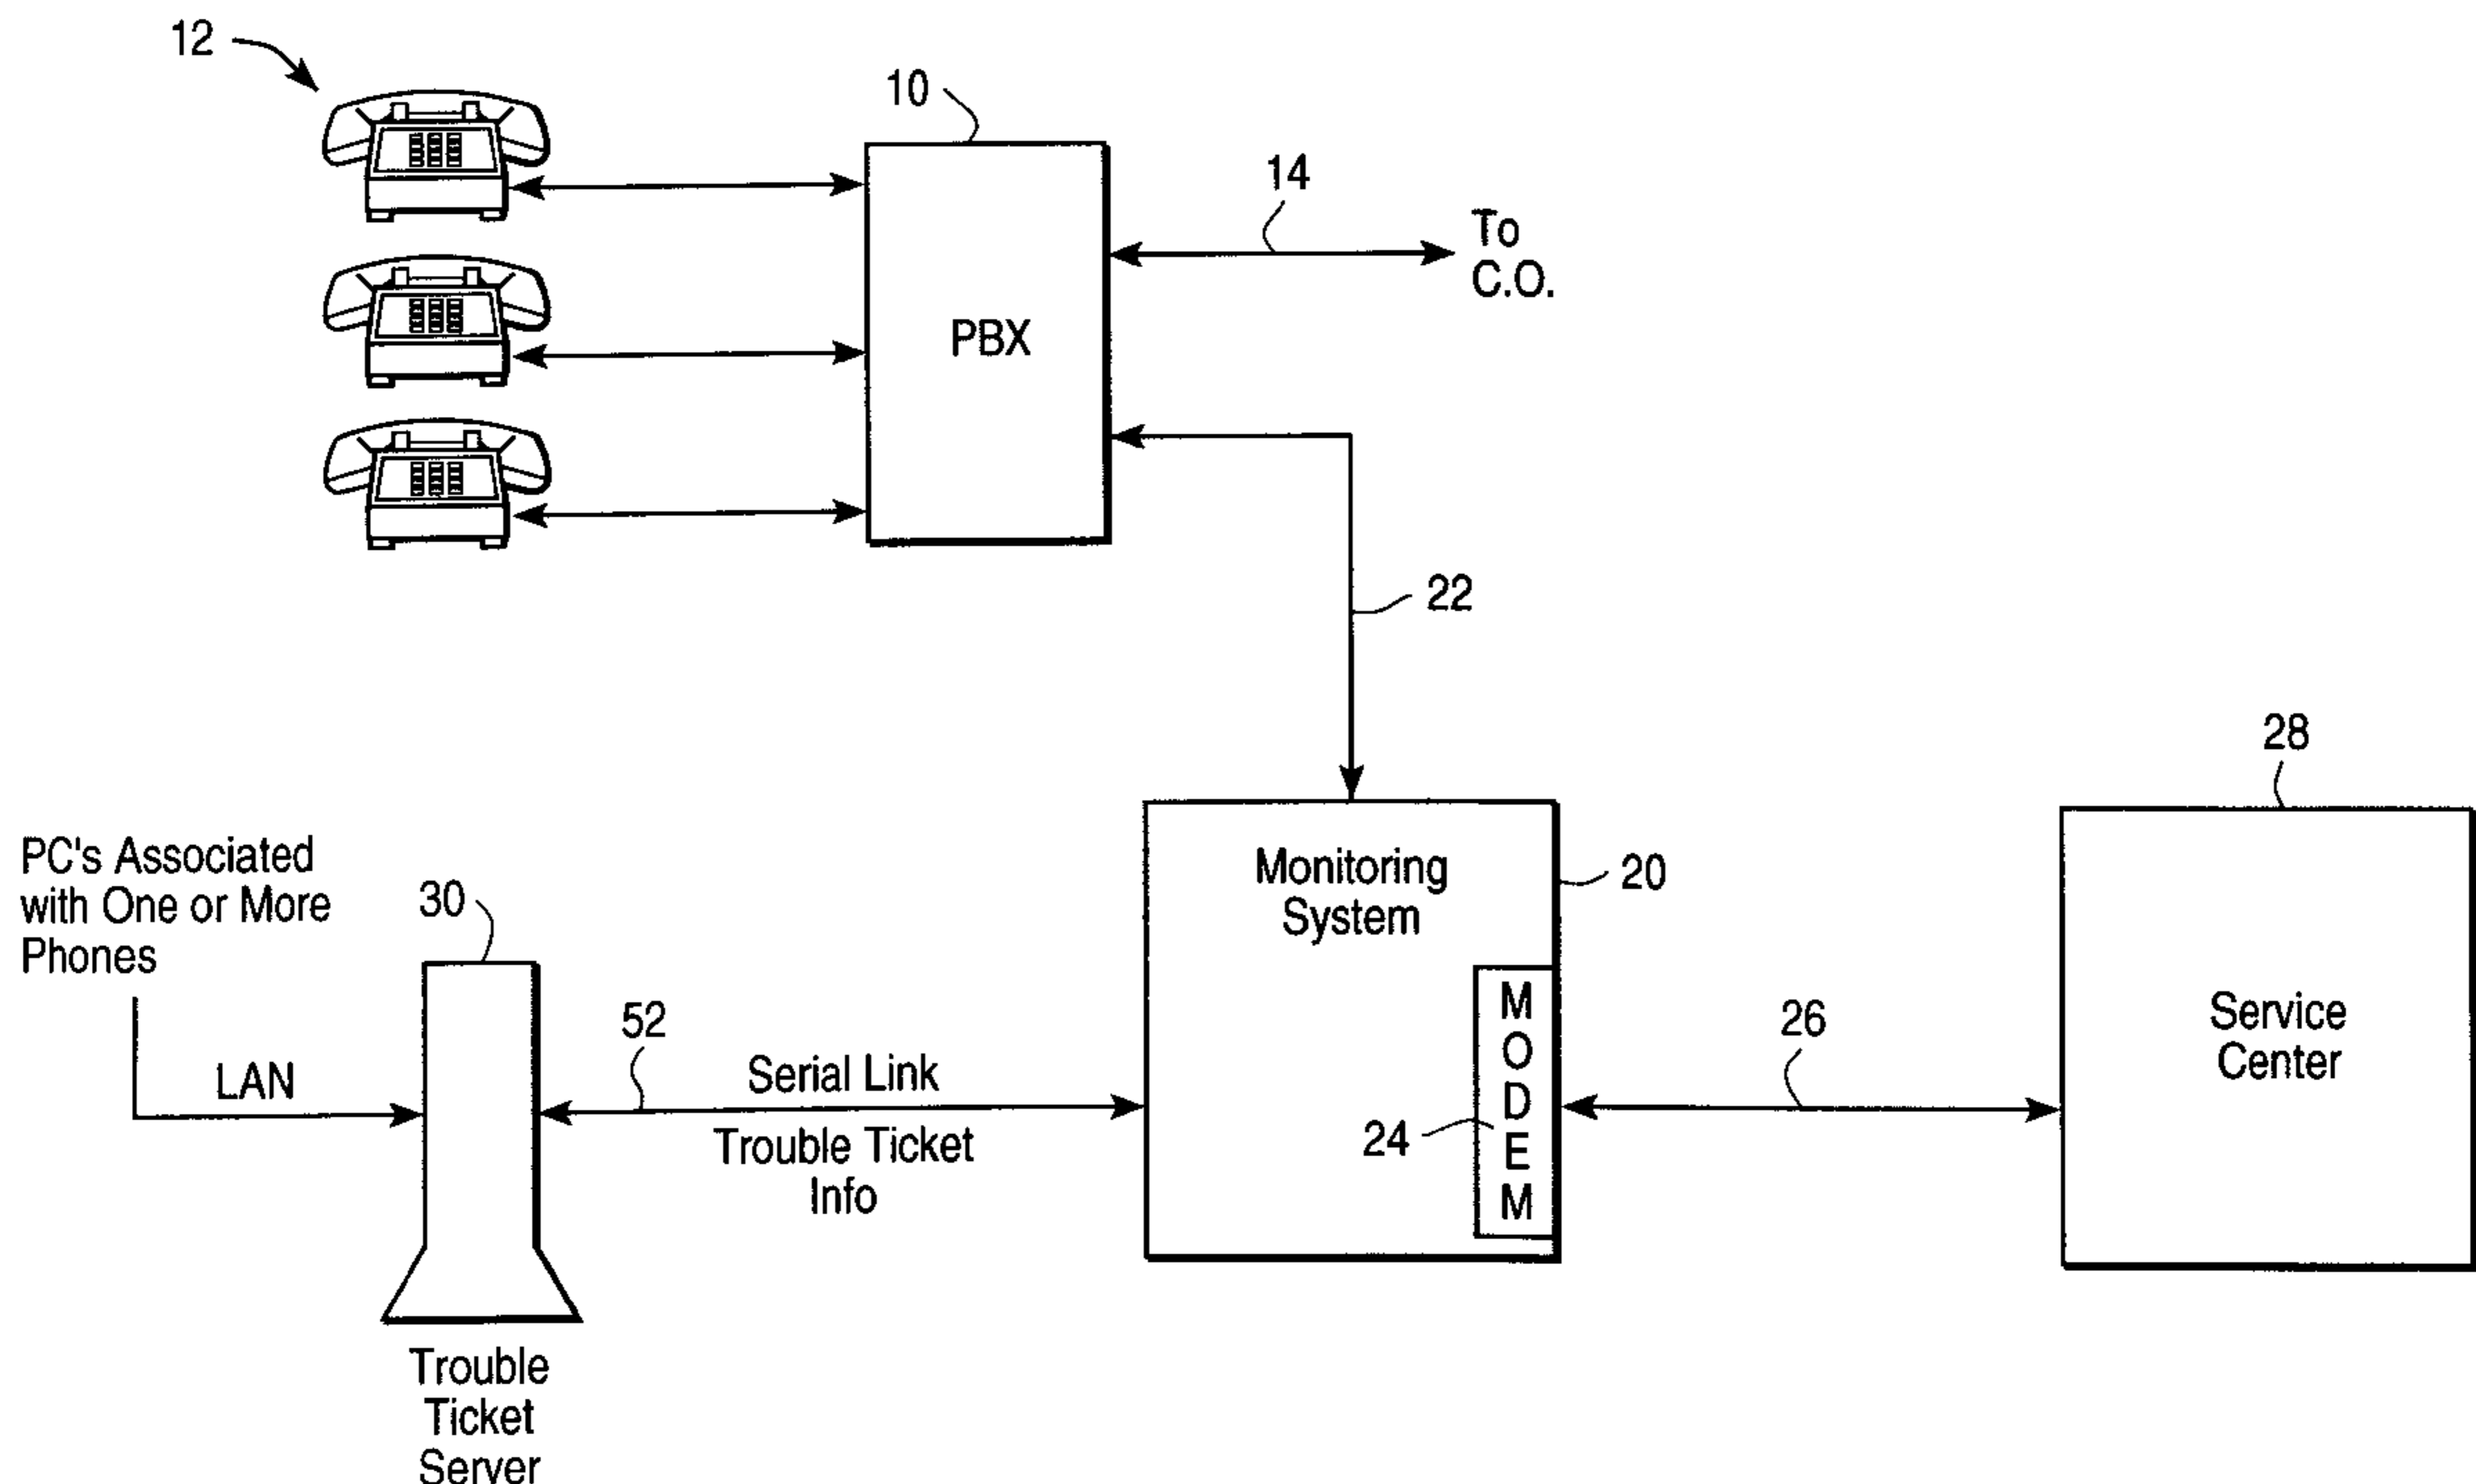 12
10
14
To
C.O.
PBX
22
28
PC's Associated
with One or More
Phones
30
Monitoring
System
20
52
LAN
Serial Link
Trouble Ticket
Info
MODEM
24
26
Service
Center
Trouble
Ticket
Server